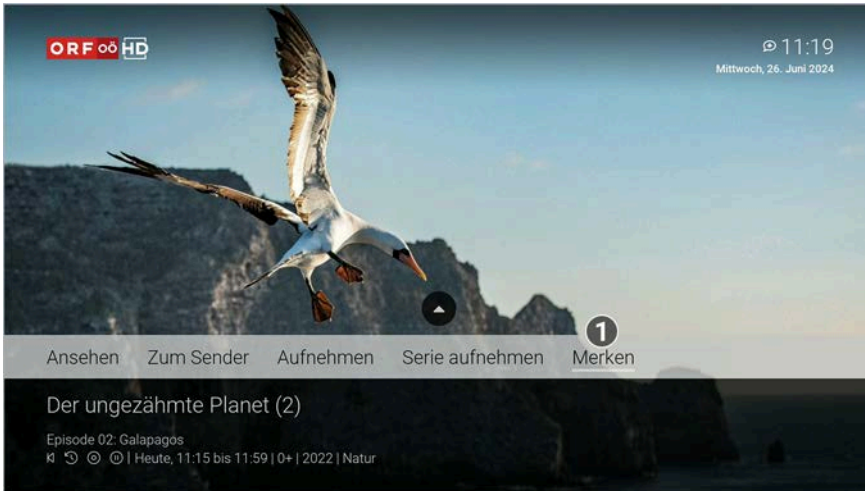 ORF oö HD
11:19
Mittwoch, 26. Juni 2024
1
Ansehen Zum Sender Aufnehmen Serie aufnehmen Merken
Der ungezähmte Planet (2)
Episode 02: Galapagos
| Heute, 11:15 bis 11:59 | 0+ | 2022 | Natur